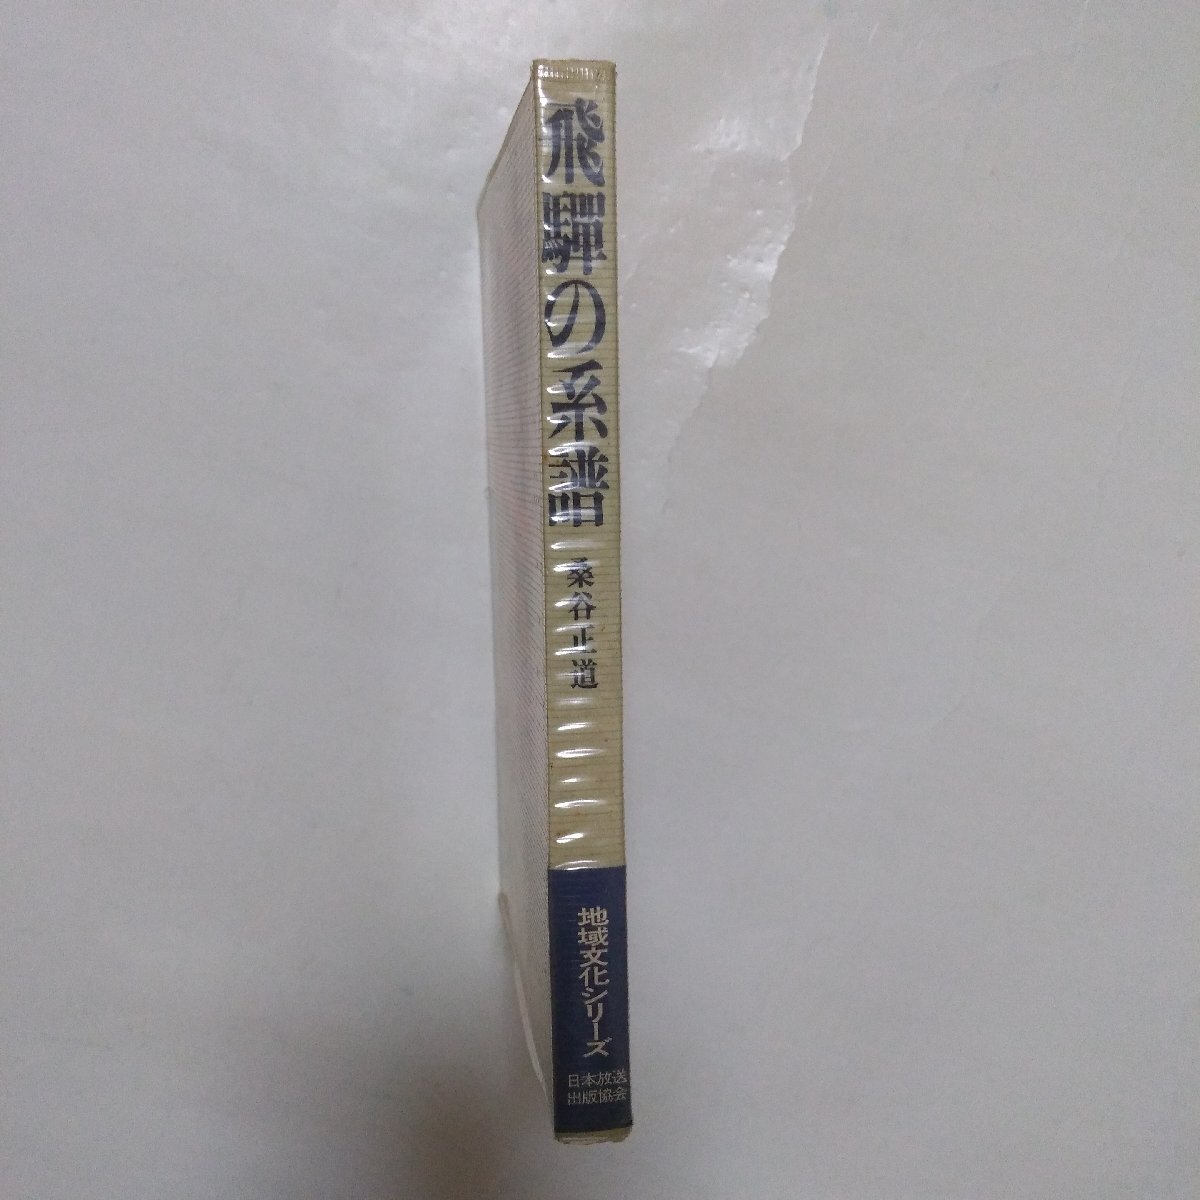 飛驒の系譜
桑谷正道
地域文化シリーズ
日本放送
出版協会